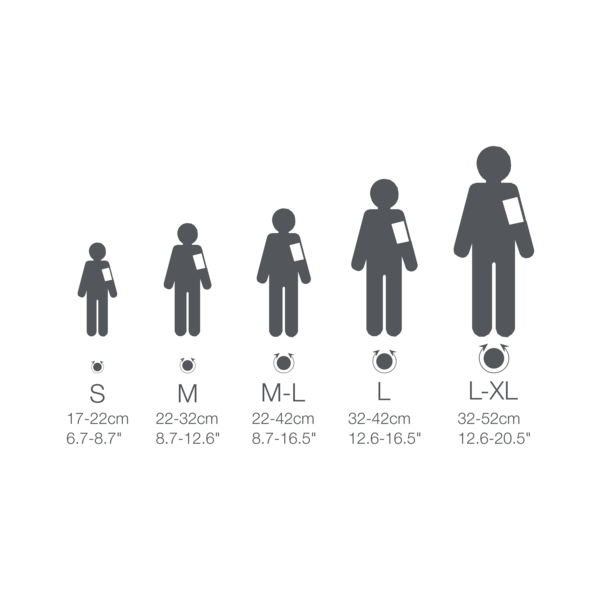 S
17-22cm
6.7-8.7"
M
22-32cm
8.7-12.6"
M-L
22-42cm
8.7-16.5"
L
32-42cm
12.6-16.5"
L-XL
32-52cm
12.6-20.5"